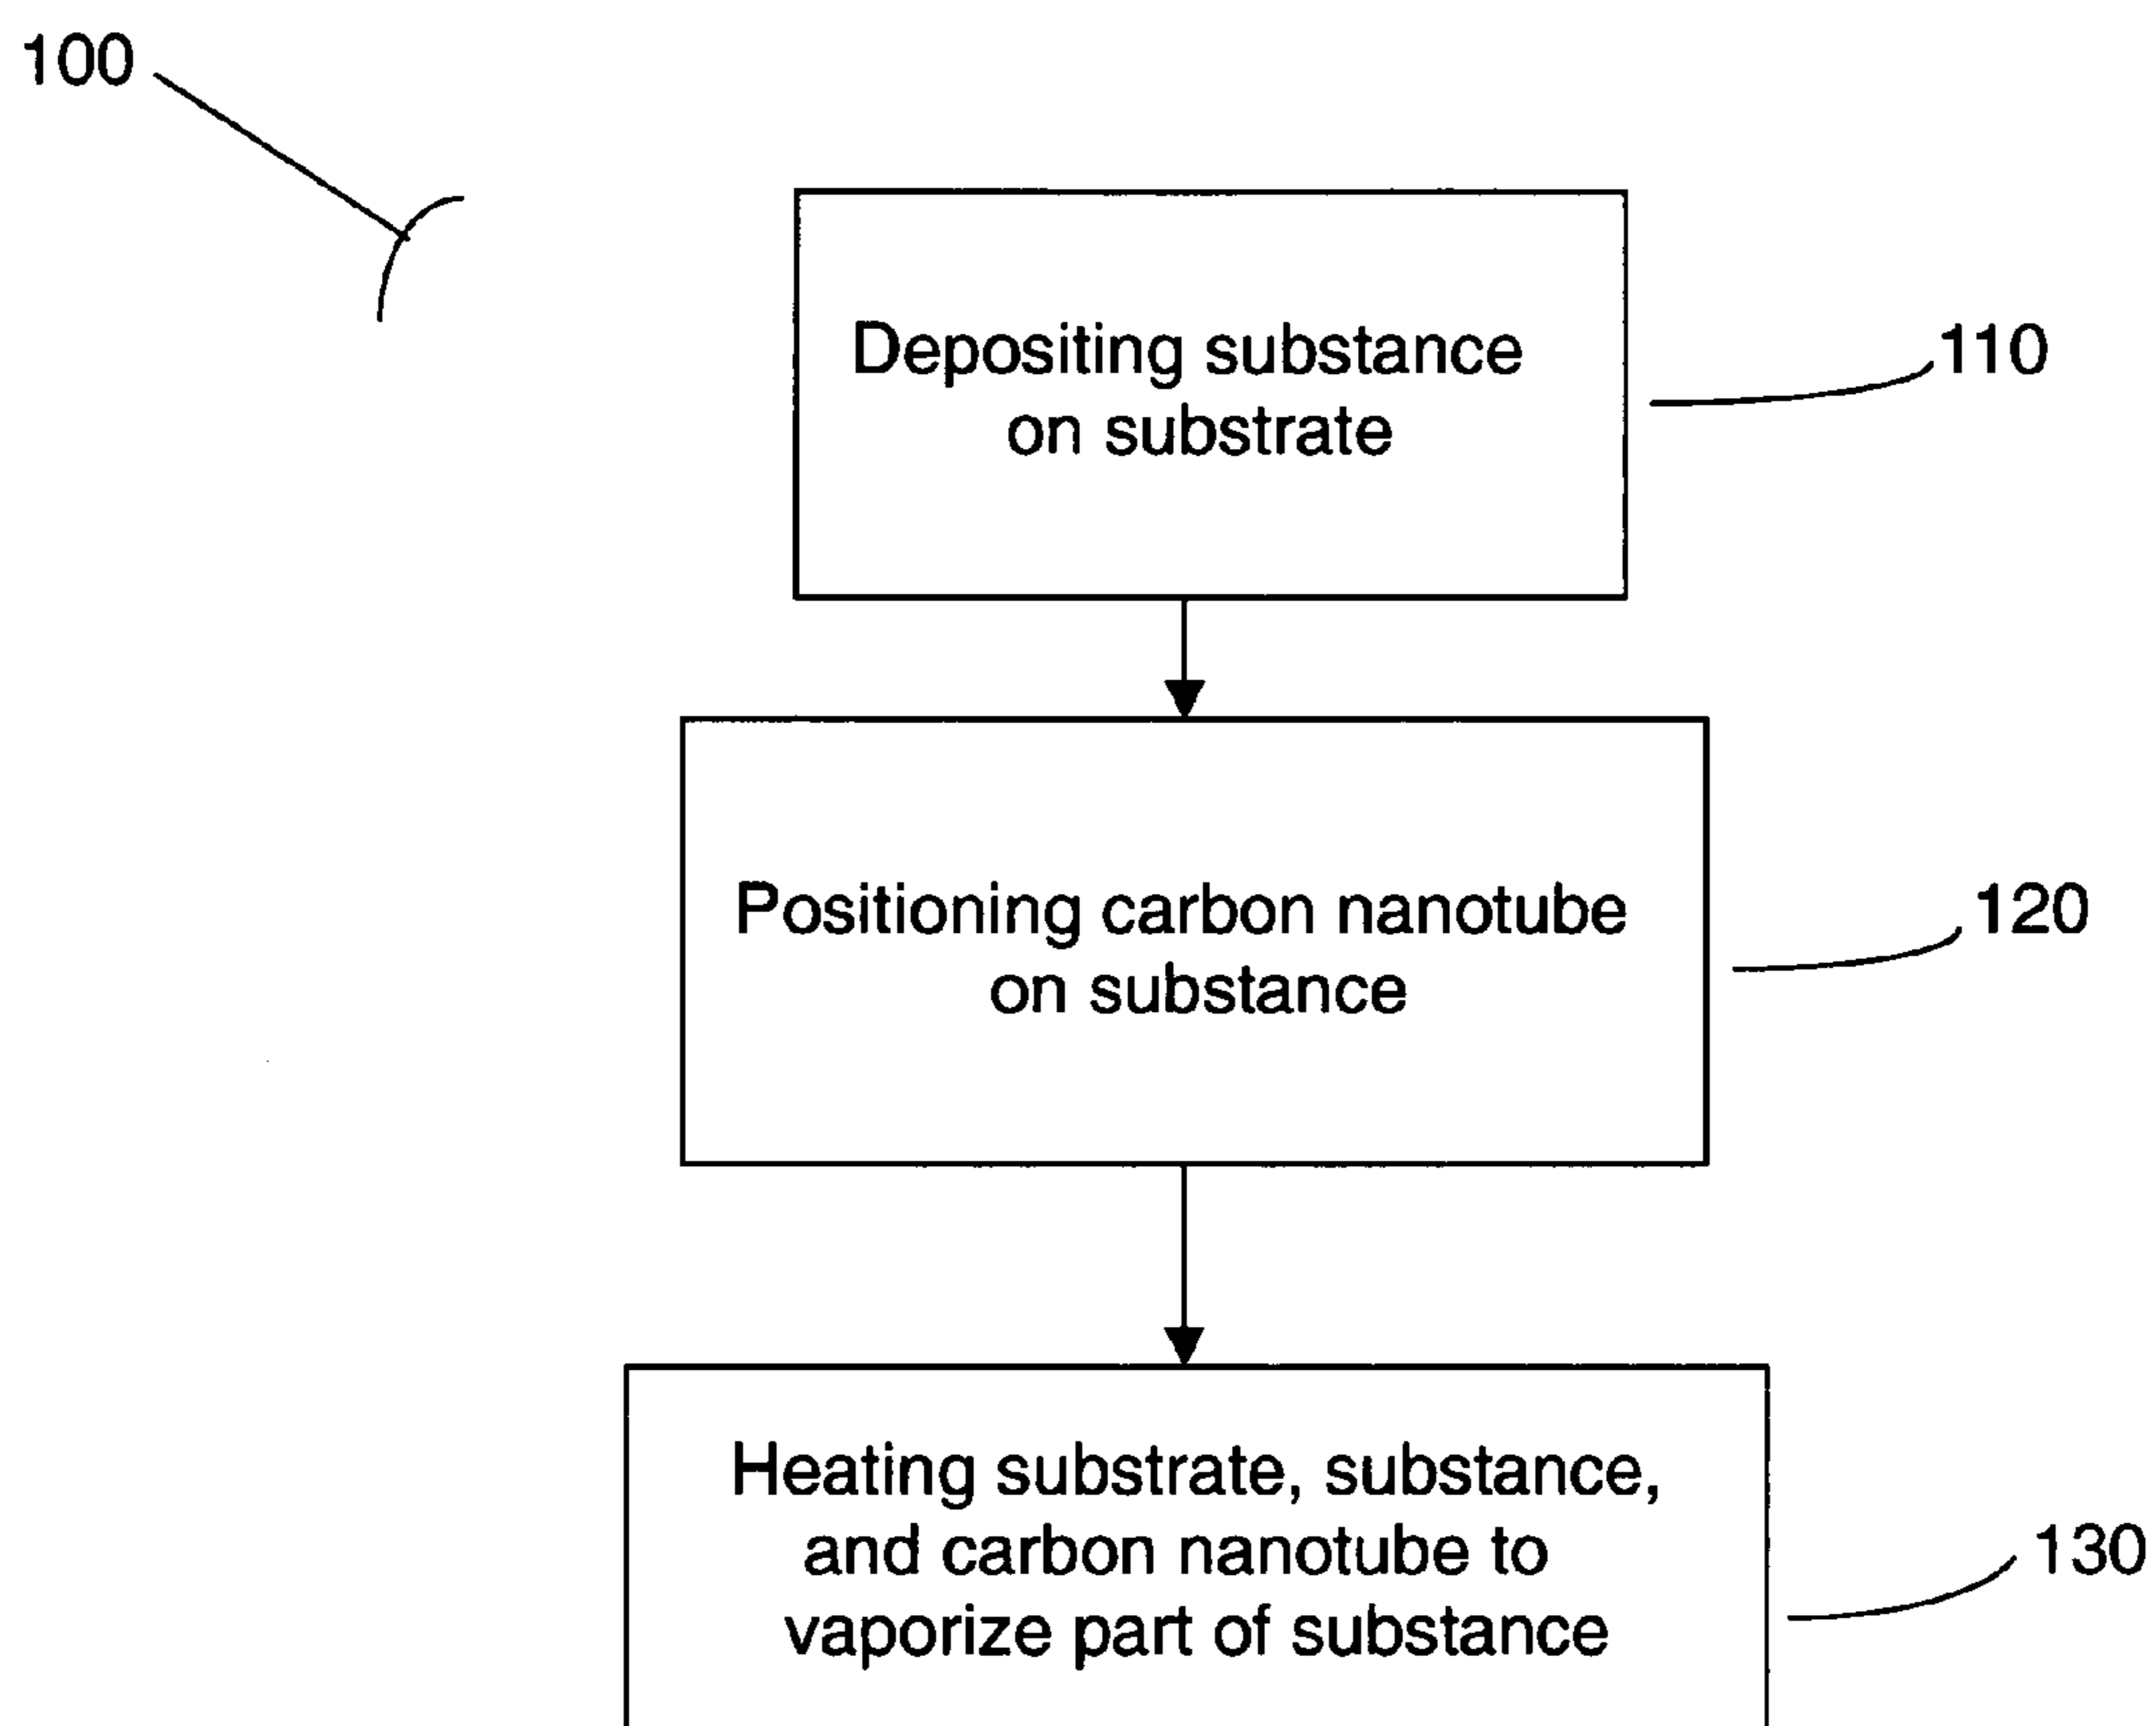 100
Depositing substance
on substrate
110
Positioning carbon nanotube
on substance
120
Heating substrate, substance,
and carbon nanotube to
vaporize part of substance
130